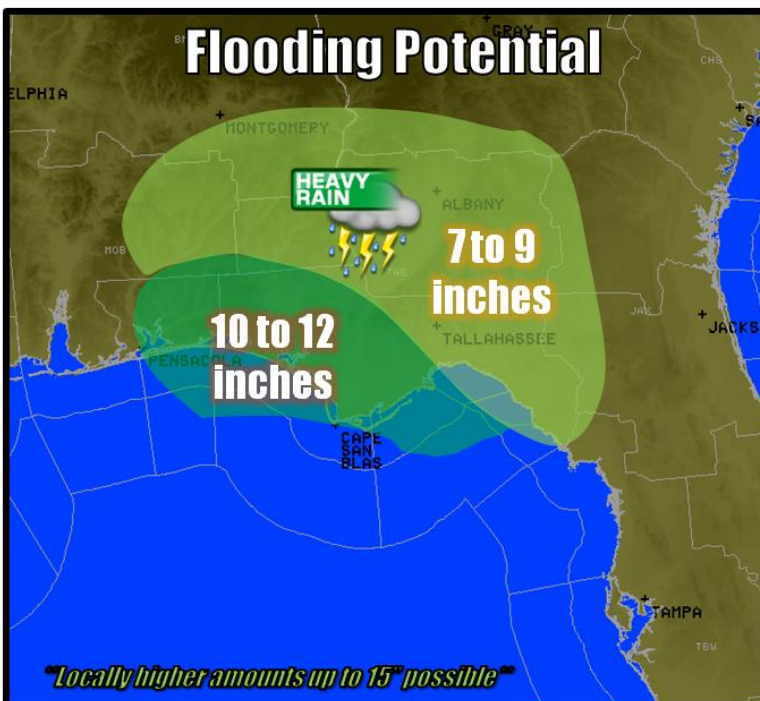 Flooding Potential
GRAY
CHS
ELPHIA
MONTGOMERY
HEAVY
RAIN
ALBANY
7 to 9
inches
MOB
TAE
JAX
10 to 12
inches
TALLAHASSEE
JACKS
PENSACOLA
CAPE
SAN
BLAS
TAMPA
TBW
**Locally higher amounts up to 15" possible**